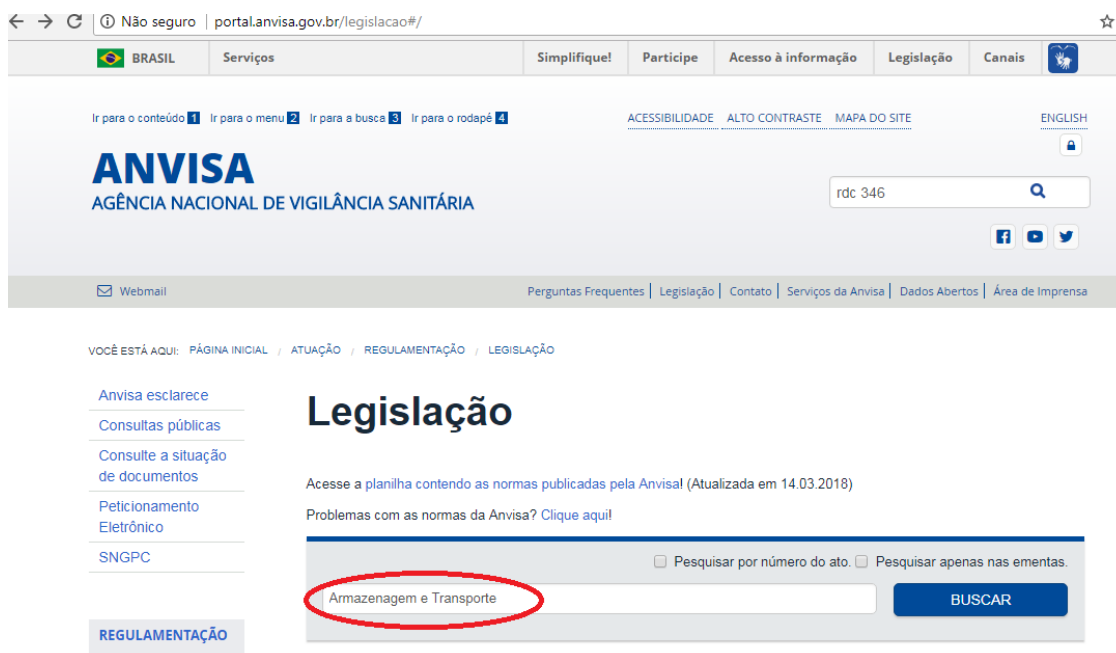 Não seguro | portal.anvisa.gov.br/legislacao#/
BRASIL Serviços Simplifique! Participe Acesso à informação Legislação Canais
Ir para o conteúdo 1 Ir para o menu 2 Ir para a busca 3 Ir para o rodapé 4 ACESSIBILIDADE ALTO CONTRASTE MAPA DO SITE ENGLISH
ANVISA
AGÊNCIA NACIONAL DE VIGILÂNCIA SANITÁRIA
rdc 346
Webmail Perguntas Frequentes | Legislação | Contato | Serviços da Anvisa | Dados Abertos | Área de Imprensa
VOCÊ ESTÁ AQUI: PÁGINA INICIAL / ATUAÇÃO / REGULAMENTAÇÃO / LEGISLAÇÃO
Anvisa esclarece
Consultas públicas
Consulte a situação
de documentos
Peticionamento
Eletrônico
SNGPC
REGULAMENTAÇÃO
Legislação
Acesse a planilha contendo as normas publicadas pela Anvisa! (Atualizada em 14.03.2018)
Problemas com as normas da Anvisa? Clique aqui!
Pesquisar por número do ato. Pesquisar apenas nas ementas.
Armazenagem e Transporte BUSCAR